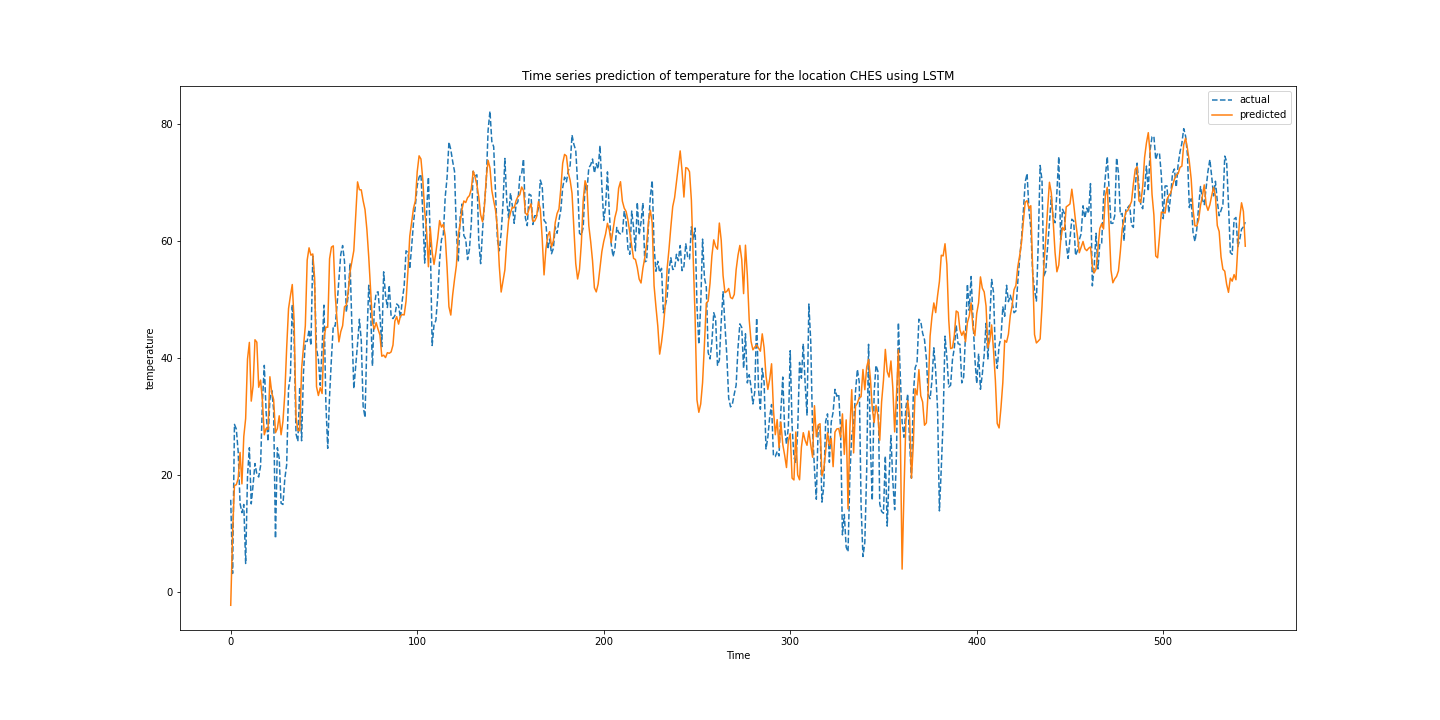 Time series prediction of temperature for the location CHES using LSTM
actual
predicted
80
60
40
20
0
temperature
0 100 200 300 400 500
Time